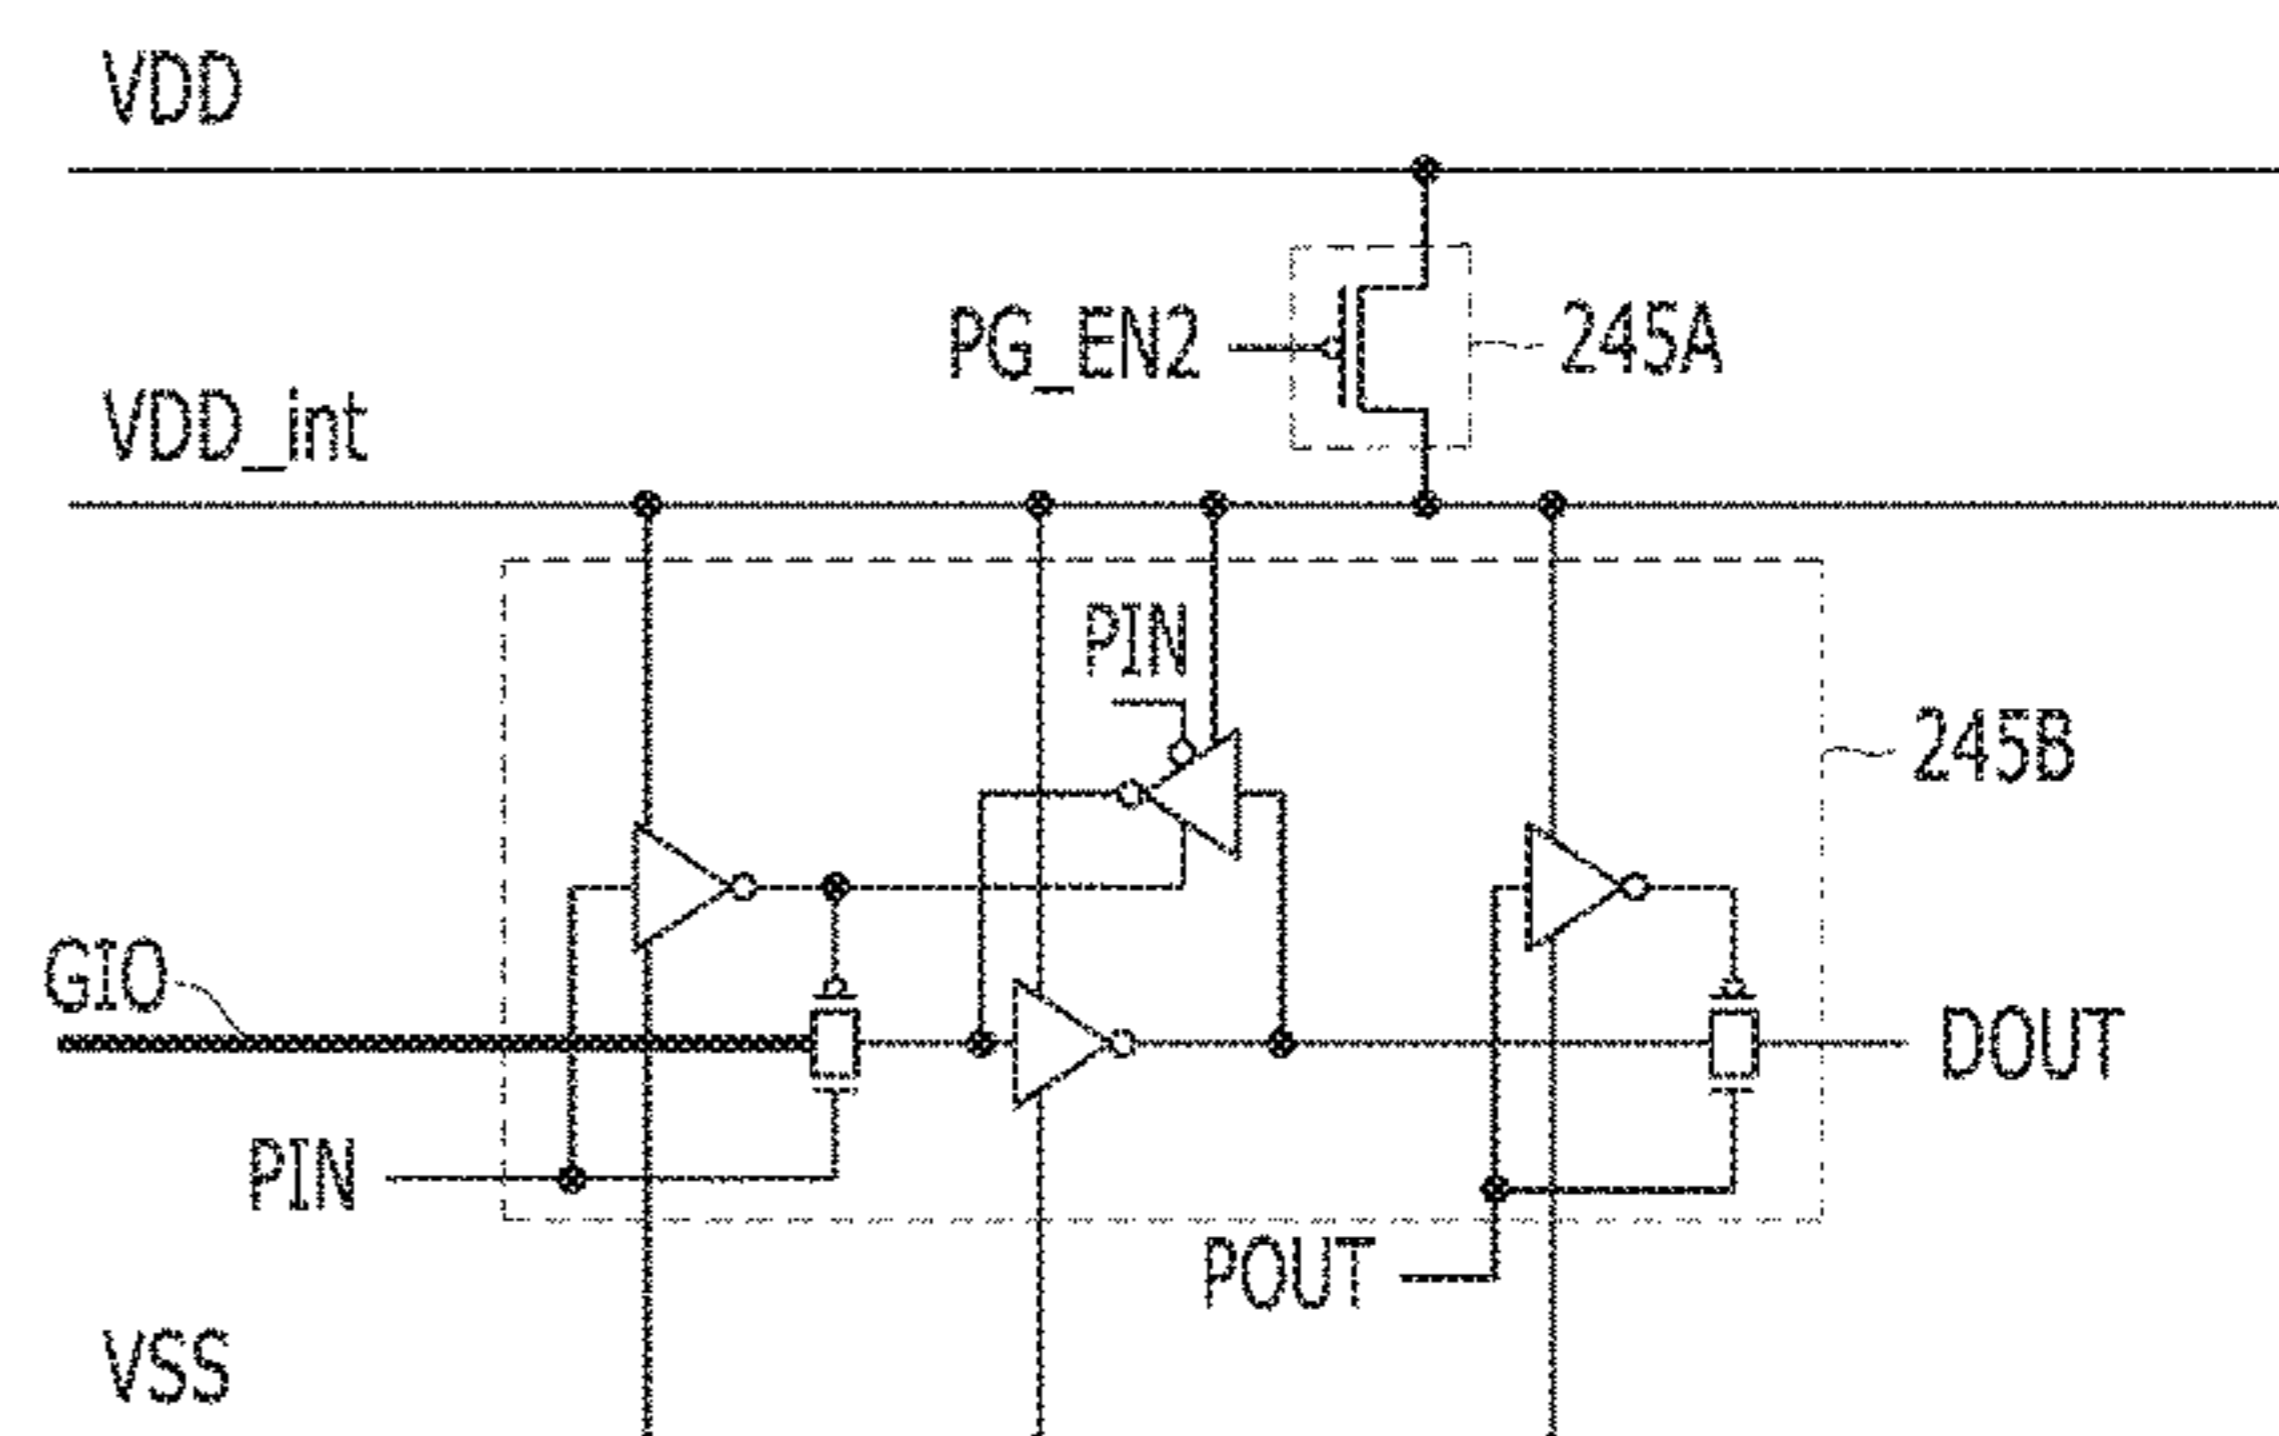 VDD
PG_EN2
245A
VDD_int
PIN
245B
GIO
DOUT
PIN
POUT
VSS